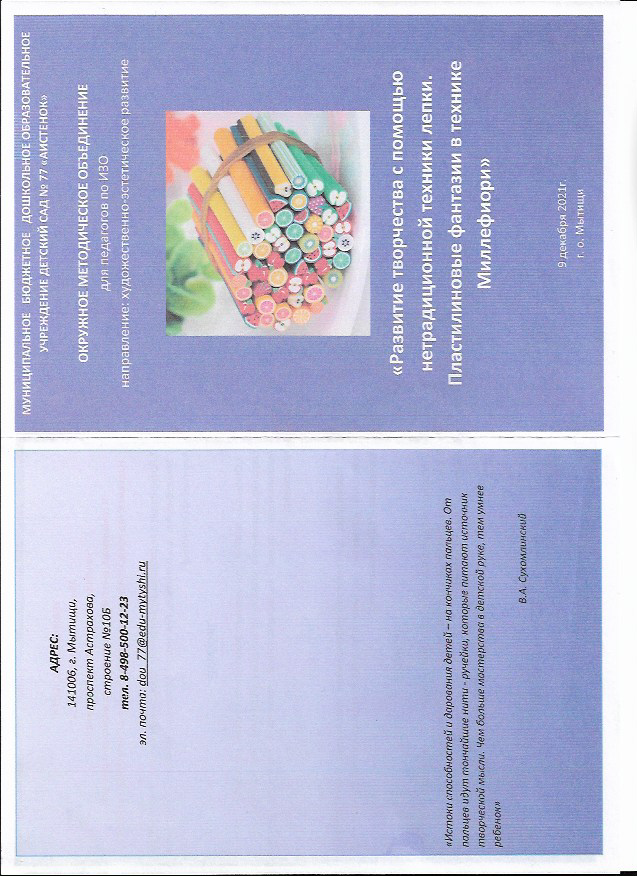 МУНИЦИПАЛЬНОЕ БЮДЖЕТНОЕ ДОШКОЛЬНОЕ ОБРАЗОВАТЕЛЬНОЕ
УЧРЕЖДЕНИЕ ДЕТСКИЙ САД № 77 «АИСТЕНОК»
ОКРУЖНОЕ МЕТОДИЧЕСКОЕ ОБЪЕДИНЕНИЕ
для педагогов по ИЗО
направление: художественно-эстетическое развитие
«Развитие творчества с помощью
нетрадиционной техники лепки.
Пластилиновые фантазии в технике
Миллефиори»
9 декабря 2021г.
г. о. Мытищи
АДРЕС:
141006, г. Мытищи,
проспект Астрахова,
строение №10Б
тел. 8-498-500-12-23
эл. почта: dou_77@edu-mytyshi.ru
«Истоки способностей и дарования детей – на кончиках пальцев. От
пальцев идут тончайшие нити - ручейки, которые питают источник
творческой мысли. Чем больше мастерства в детской руке, тем умнее
ребенок»
В.А. Сухомлинский